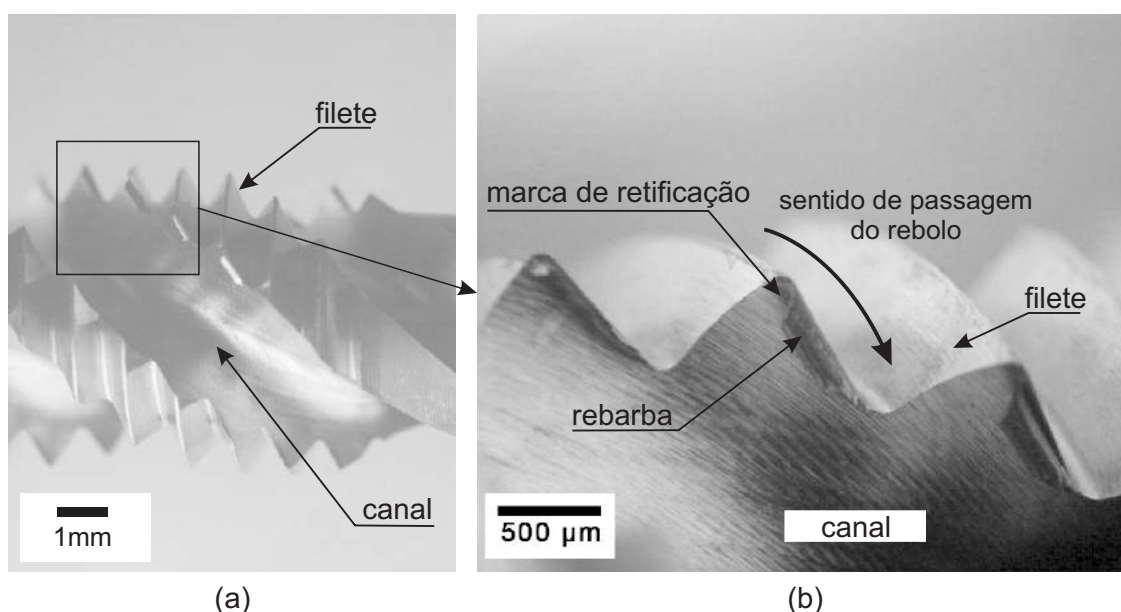 filete
canal
1mm
(a)
marca de retificação
sentido de passagem
do rebolo
filete
rebarba
500 µm
canal
(b)